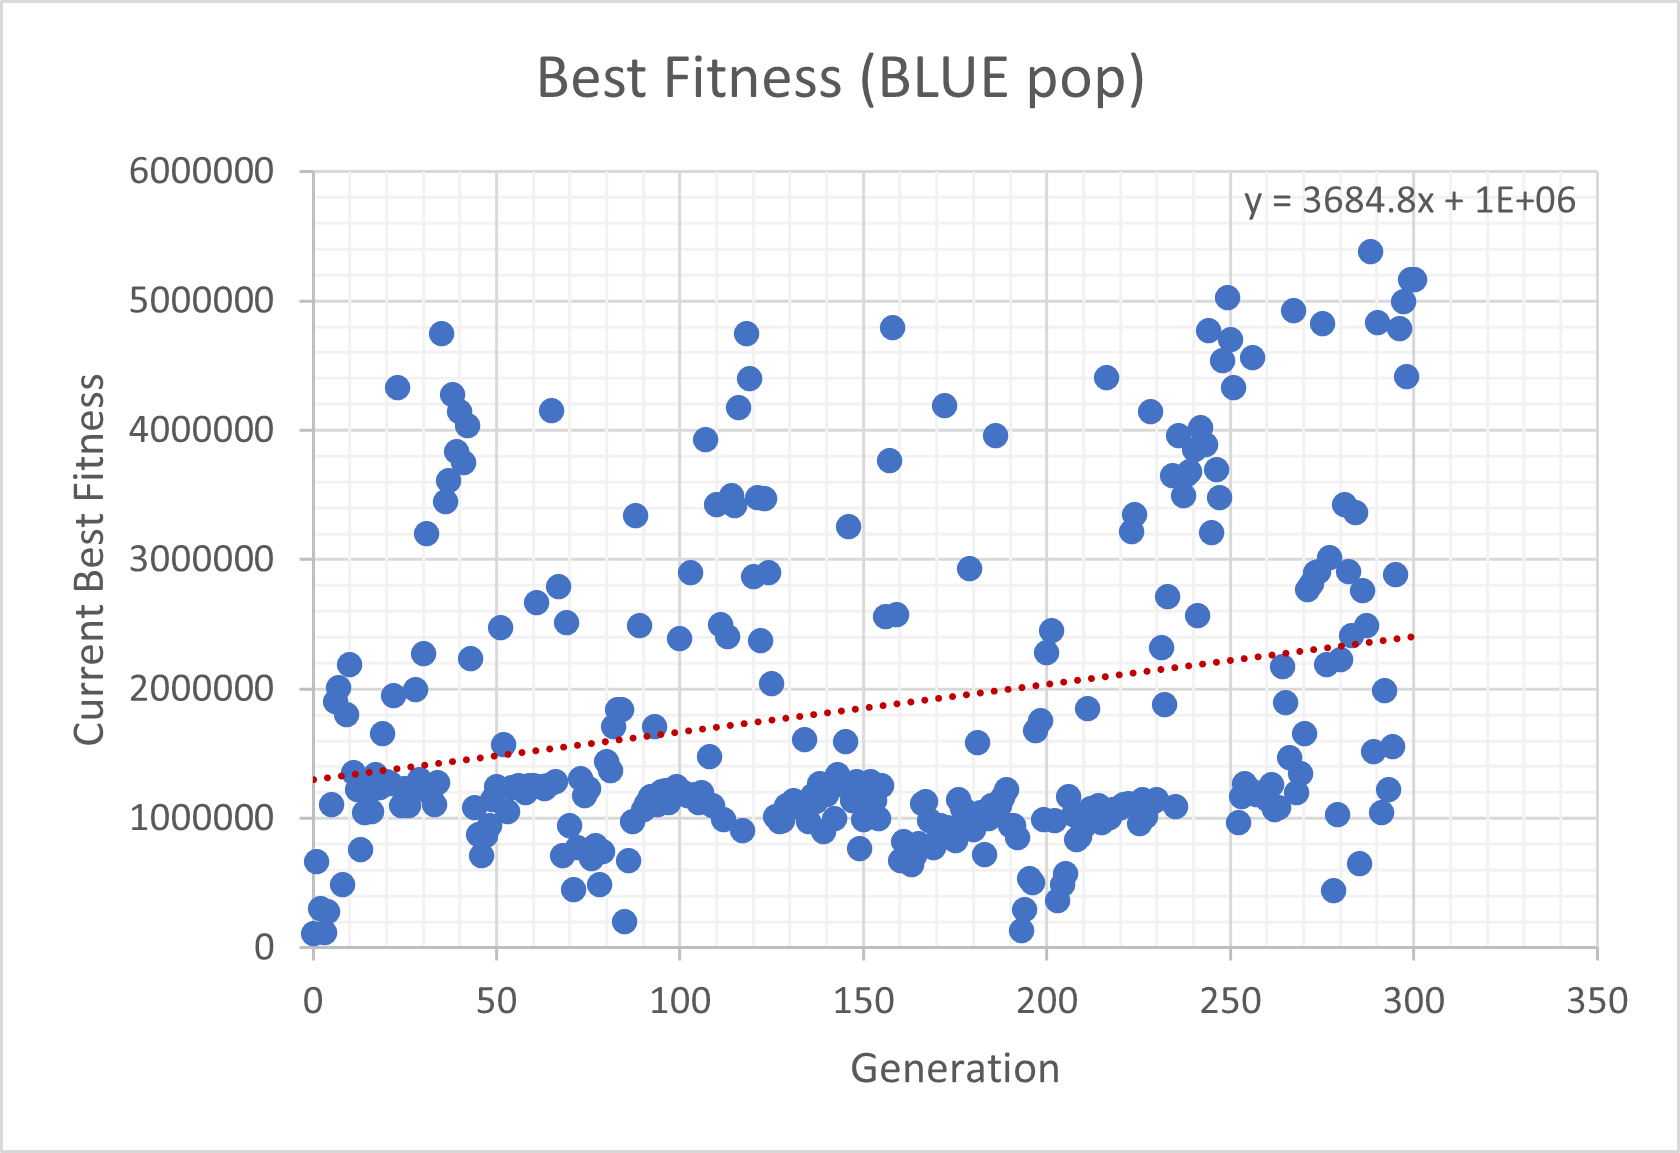 Best Fitness (BLUE pop)
y = 3684.8x + 1E+06
Current Best Fitness
6000000
5000000
4000000
3000000
2000000
1000000
0
0 50 100 150 200 250 300 350
Generation